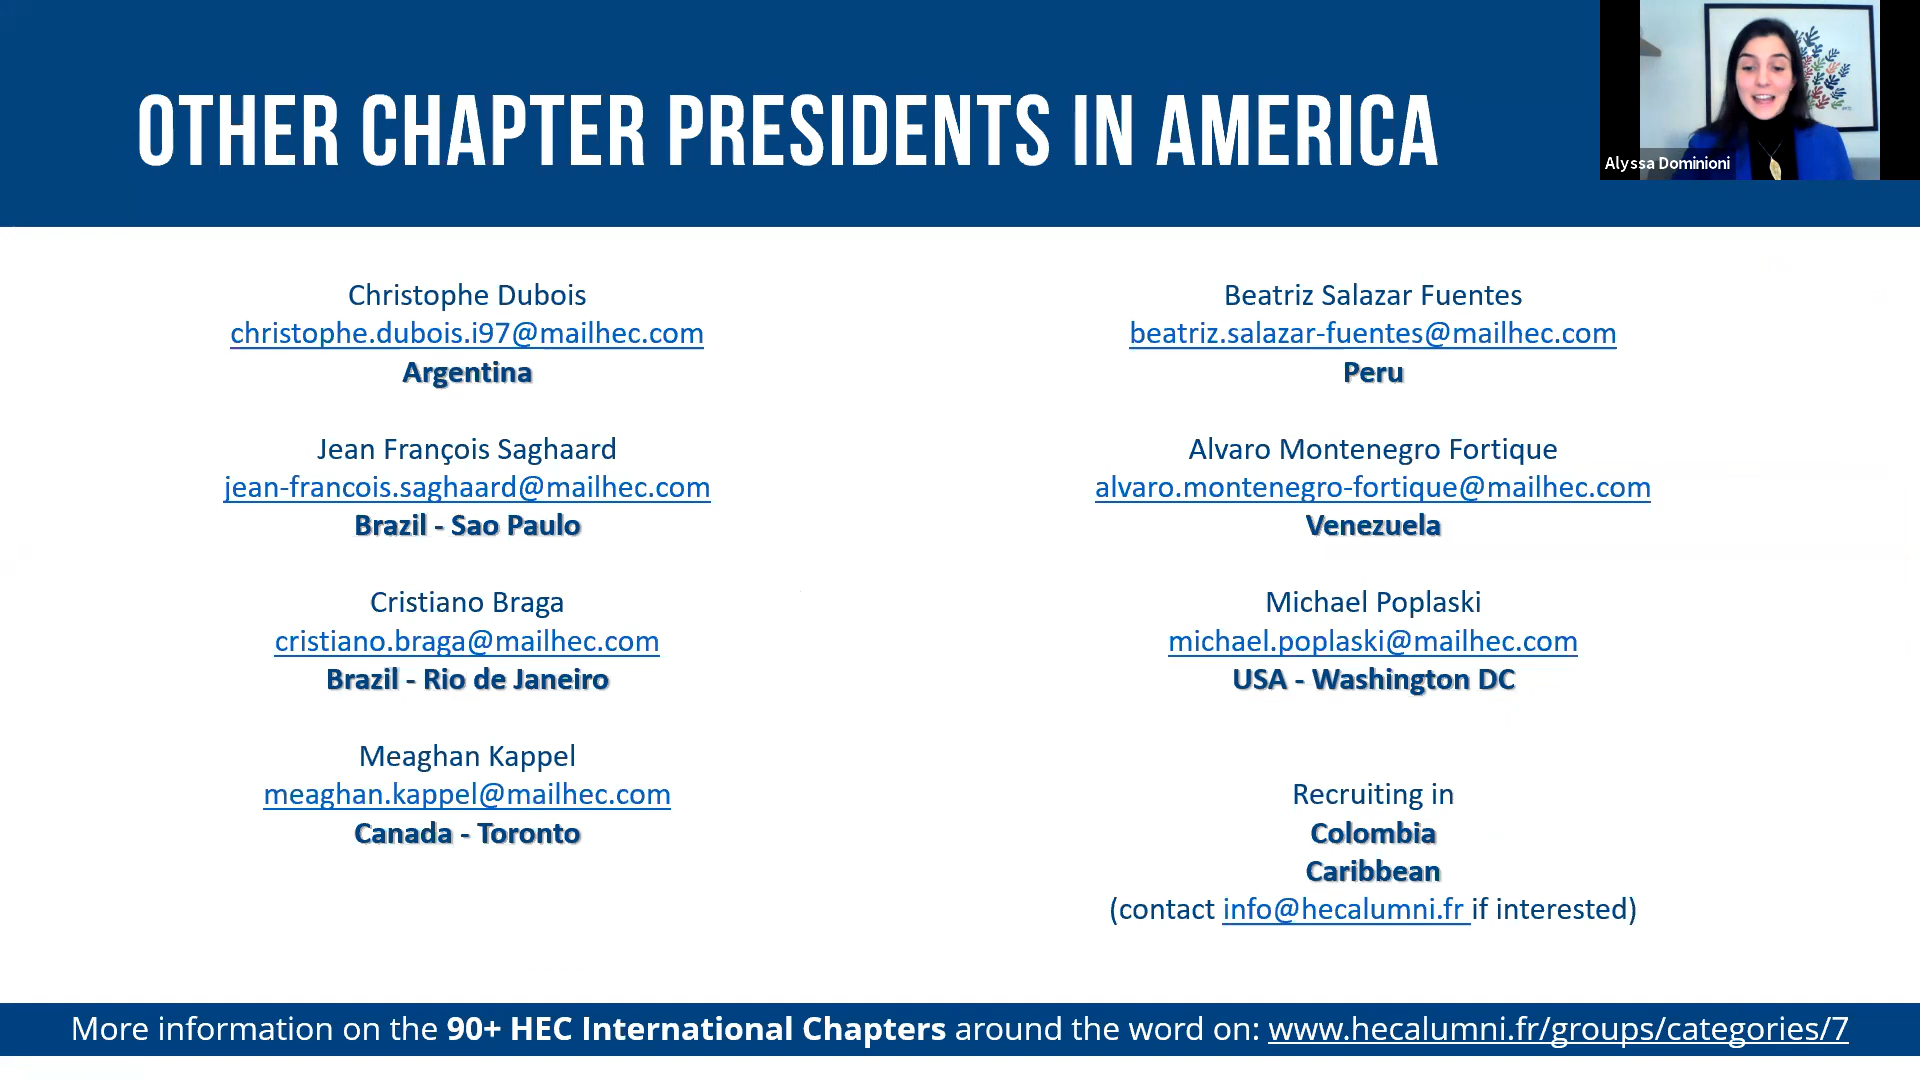 OTHER CHAPTER PRESIDENTS IN AMERICA
Alyssa Dominioni
Christophe Dubois
christophe.dubois.i97@mailhec.com
Argentina
Jean François Saghaard
jean-francois.saghaard@mailhec.com
Brazil - Sao Paulo
Cristiano Braga
cristiano.braga@mailhec.com
Brazil - Rio de Janeiro
Meaghan Kappel
meaghan.kappel@mailhec.com
Canada - Toronto
Beatriz Salazar Fuentes
beatriz.salazar-fuentes@mailhec.com
Peru
Alvaro Montenegro Fortique
alvaro.montenegro-fortique@mailhec.com
Venezuela
Michael Poplaski
michael.poplaski@mailhec.com
USA - Washington DC
Recruiting in
Colombia
Caribbean
(contact info@hecalumni.fr if interested)
More information on the 90+ HEC International Chapters around the word on: www.hecalumni.fr/groups/categories/7